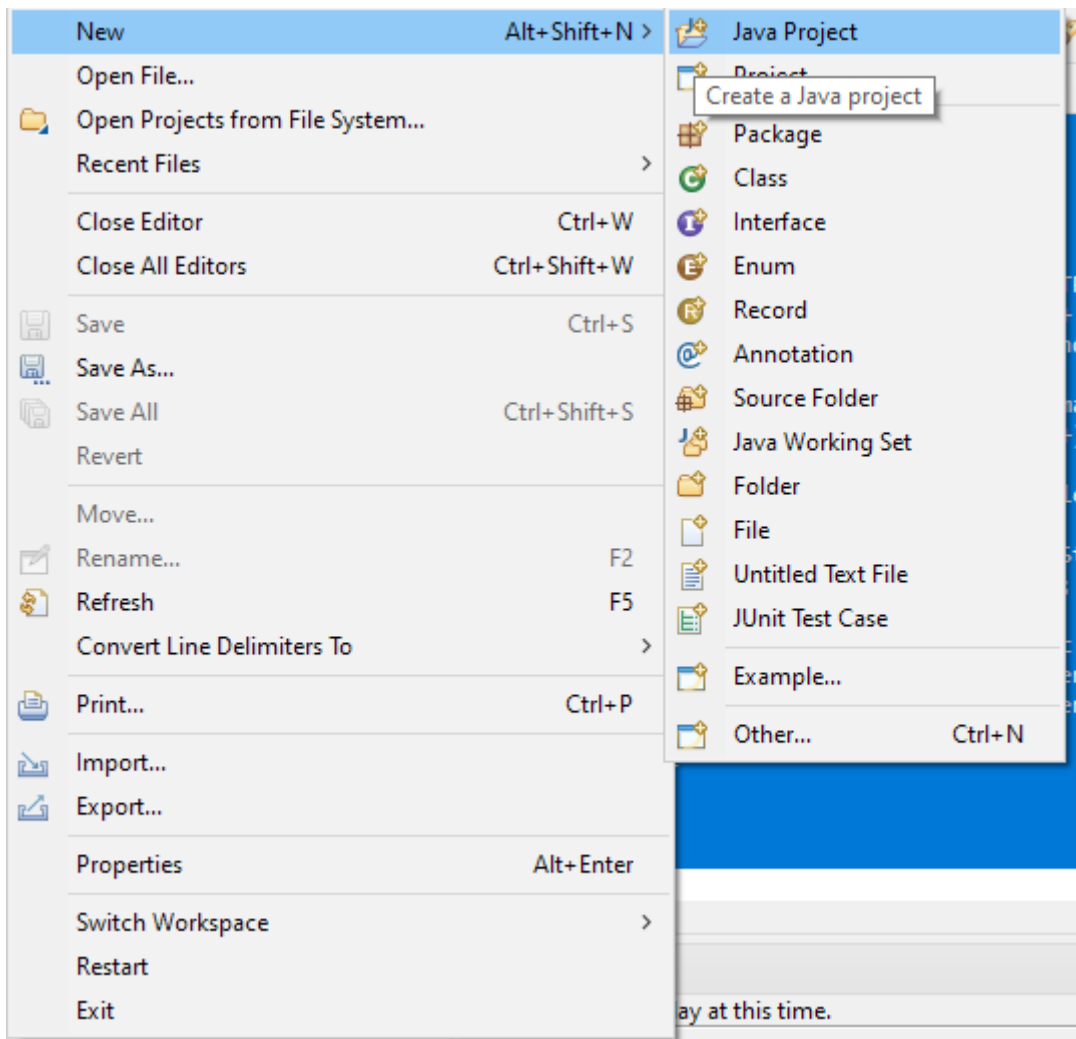 New Alt+Shift+N >
Open File...
Open Projects from File System...
Recent Files >
Close Editor Ctrl+W
Close All Editors Ctrl+Shift+W
Save Ctrl+S
Save As...
Save All Ctrl+Shift+S
Revert
Move...
Rename... F2
Refresh F5
Convert Line Delimiters To >
Print... Ctrl+P
Import...
Export...
Properties Alt+Enter
Switch Workspace >
Restart
Exit
Java Project
Project...
Create a Java project
Package
Class
Interface
Enum
Record
Annotation
Source Folder
Java Working Set
Folder
File
Untitled Text File
JUnit Test Case
Example...
Other... Ctrl+N
at this time.